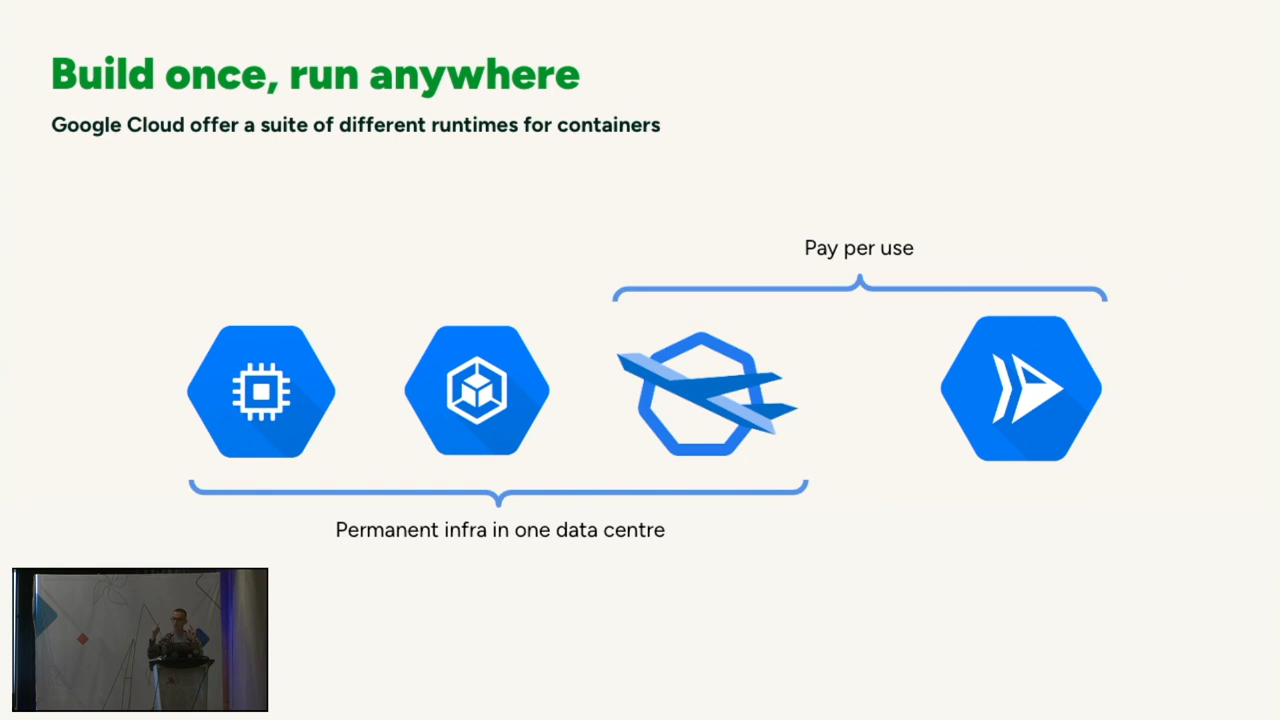 Build once, run anywhere
Google Cloud offer a suite of different runtimes for containers
Pay per use
Permanent infra in one data centre